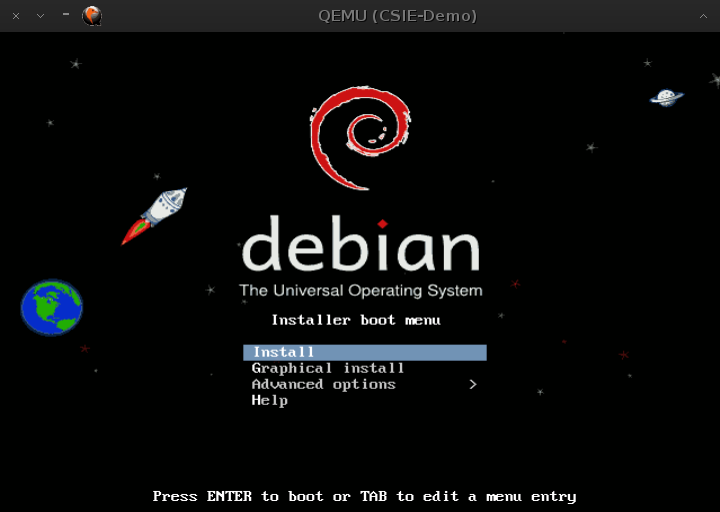 QEMU (CSIE-Demo)
debian
The Universal Operating System
Installer boot menu
Install
Graphical install
Advanced options >
Help
Press ENTER to boot or TAB to edit a menu entry